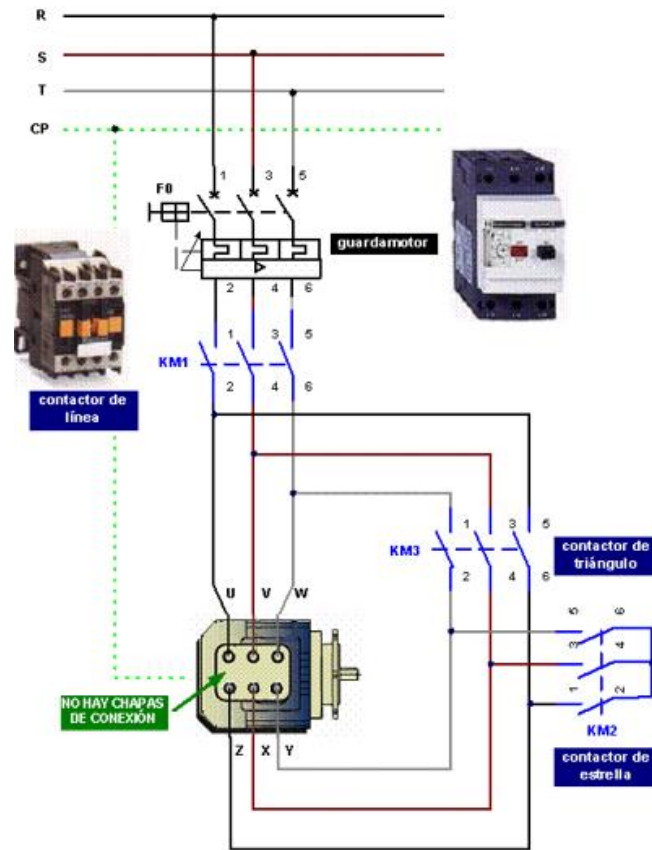 R
S
T
CP
1 3 5
F0
guardamotor
2 4 6
1 3 5
KM1
2 4 6
contactor de
línea
1 3 5
KM3
contactor de
triángulo
2 4 6
U V W
5 6
3 4
1 2
NO HAY CHAPAS
DE CONEXIÓN
KM2
Z X Y
contactor de
estrella